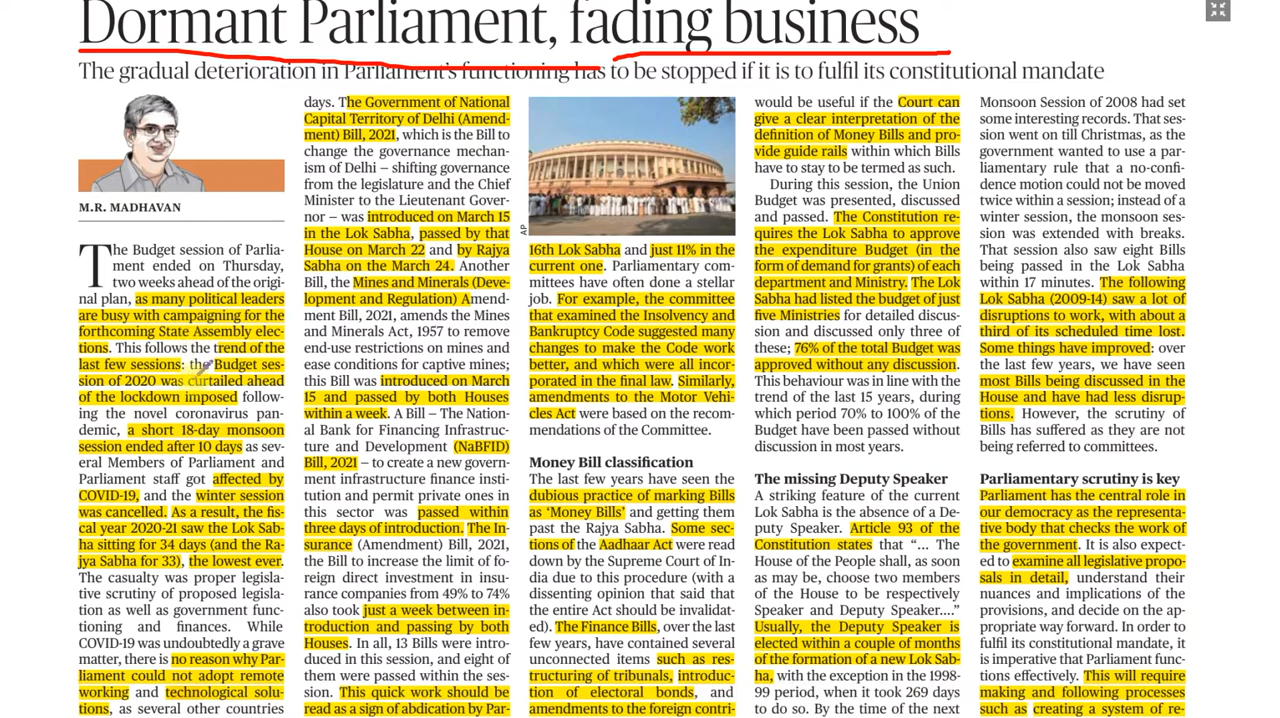 Dormant Parliament, fading business
The gradual deterioration in Parliament's functioning has to be stopped if it is to fulfil its constitutional mandate
M.R. MADHAVAN
The Budget session of Parlia-
ment ended on Thursday,
two weeks ahead of the origi-
nal plan, as many political leaders
are busy with campaigning for the
forthcoming State Assembly elec-
tions. This follows the trend of the
last few sessions: the Budget ses-
sion of 2020 was curtailed ahead
of the lockdown imposed follow-
ing the novel coronavirus pan-
demic, a short 18-day monsoon
session ended after 10 days as sev-
eral Members of Parliament and
Parliament staff got affected by
COVID-19, and the winter session
was cancelled. As a result, the fis-
cal year 2020-21 saw the Lok Sab-
ha sitting for 34 days (and the Ra-
jya Sabha for 33), the lowest ever.
The casualty was proper legisla-
tive scrutiny of proposed legisla-
tion as well as government func-
tioning and finances. While
COVID-19 was undoubtedly a grave
matter, there is no reason why Par-
liament could not adopt remote
working and technological solu-
tions, as several other countries
days. The Government of National
Capital Territory of Delhi (Amend-
ment) Bill, 2021, which is the Bill to
change the governance mechan-
ism of Delhi – shifting governance
from the legislature and the Chief
Minister to the Lieutenant Gover-
nor – was introduced on March 15
in the Lok Sabha, passed by that
House on March 22 and by Rajya
Sabha on the March 24. Another
Bill, the Mines and Minerals (Deve-
lopment and Regulation) Amend-
ment Bill, 2021, amends the Mines
and Minerals Act, 1957 to remove
end-use restrictions on mines and
ease conditions for captive mines;
this Bill was introduced on March
15 and passed by both Houses
within a week. A Bill – The Nation-
al Bank for Financing Infrastruc-
ture and Development (NaBFID)
Bill, 2021 – to create a new govern-
ment infrastructure finance insti-
tution and permit private ones in
this sector was passed within
three days of introduction. The In-
surance (Amendment) Bill, 2021,
the Bill to increase the limit of fo-
reign direct investment in insu-
rance companies from 49% to 74%
also took just a week between in-
troduction and passing by both
Houses. In all, 13 Bills were intro-
duced in this session, and eight of
them were passed within the ses-
sion. This quick work should be
read as a sign of abdication by Par-
AP
16th Lok Sabha and just 11% in the
current one. Parliamentary com-
mittees have often done a stellar
job. For example, the committee
that examined the Insolvency and
Bankruptcy Code suggested many
changes to make the Code work
better, and which were all incor-
porated in the final law. Similarly,
amendments to the Motor Vehi-
cles Act were based on the recom-
mendations of the Committee.
Money Bill classification
The last few years have seen the
dubious practice of marking Bills
as 'Money Bills' and getting them
past the Rajya Sabha. Some sec-
tions of the Aadhaar Act were read
down by the Supreme Court of In-
dia due to this procedure (with a
dissenting opinion that said that
the entire Act should be invalidat-
ed). The Finance Bills, over the last
few years, have contained several
unconnected items such as res-
tructuring of tribunals, introduc-
tion of electoral bonds, and
amendments to the foreign contri-
would be useful if the Court can
give a clear interpretation of the
definition of Money Bills and pro-
vide guide rails within which Bills
have to stay to be termed as such.
During this session, the Union
Budget was presented, discussed
and passed. The Constitution re-
quires the Lok Sabha to approve
the expenditure Budget (in the
form of demand for grants) of each
department and Ministry. The Lok
Sabha had listed the budget of just
five Ministries for detailed discus-
sion and discussed only three of
these; 76% of the total Budget was
approved without any discussion.
This behaviour was in line with the
trend of the last 15 years, during
which period 70% to 100% of the
Budget have been passed without
discussion in most years.
The missing Deputy Speaker
A striking feature of the current
Lok Sabha is the absence of a De-
puty Speaker. Article 93 of the
Constitution states that "... The
House of the People shall, as soon
as may be, choose two members
of the House to be respectively
Speaker and Deputy Speaker...."
Usually, the Deputy Speaker is
elected within a couple of months
of the formation of a new Lok Sab-
ha, with the exception in the 1998-
99 period, when it took 269 days
to do so. By the time of the next
Monsoon Session of 2008 had set
some interesting records. That ses-
sion went on till Christmas, as the
government wanted to use a par-
liamentary rule that a no-confi-
dence motion could not be moved
twice within a session; instead of a
winter session, the monsoon ses-
sion was extended with breaks.
That session also saw eight Bills
being passed in the Lok Sabha
within 17 minutes. The following
Lok Sabha (2009-14) saw a lot of
disruptions to work, with about a
third of its scheduled time lost.
Some things have improved: over
the last few years, we have seen
most Bills being discussed in the
House and have had less disrup-
tions. However, the scrutiny of
Bills has suffered as they are not
being referred to committees.
Parliamentary scrutiny is key
Parliament has the central role in
our democracy as the representa-
tive body that checks the work of
the government. It is also expect-
ed to examine all legislative propo-
sals in detail, understand their
nuances and implications of the
provisions, and decide on the ap-
propriate way forward. In order to
fulfil its constitutional mandate, it
is imperative that Parliament func-
tions effectively. This will require
making and following processes
such as creating a system of re-